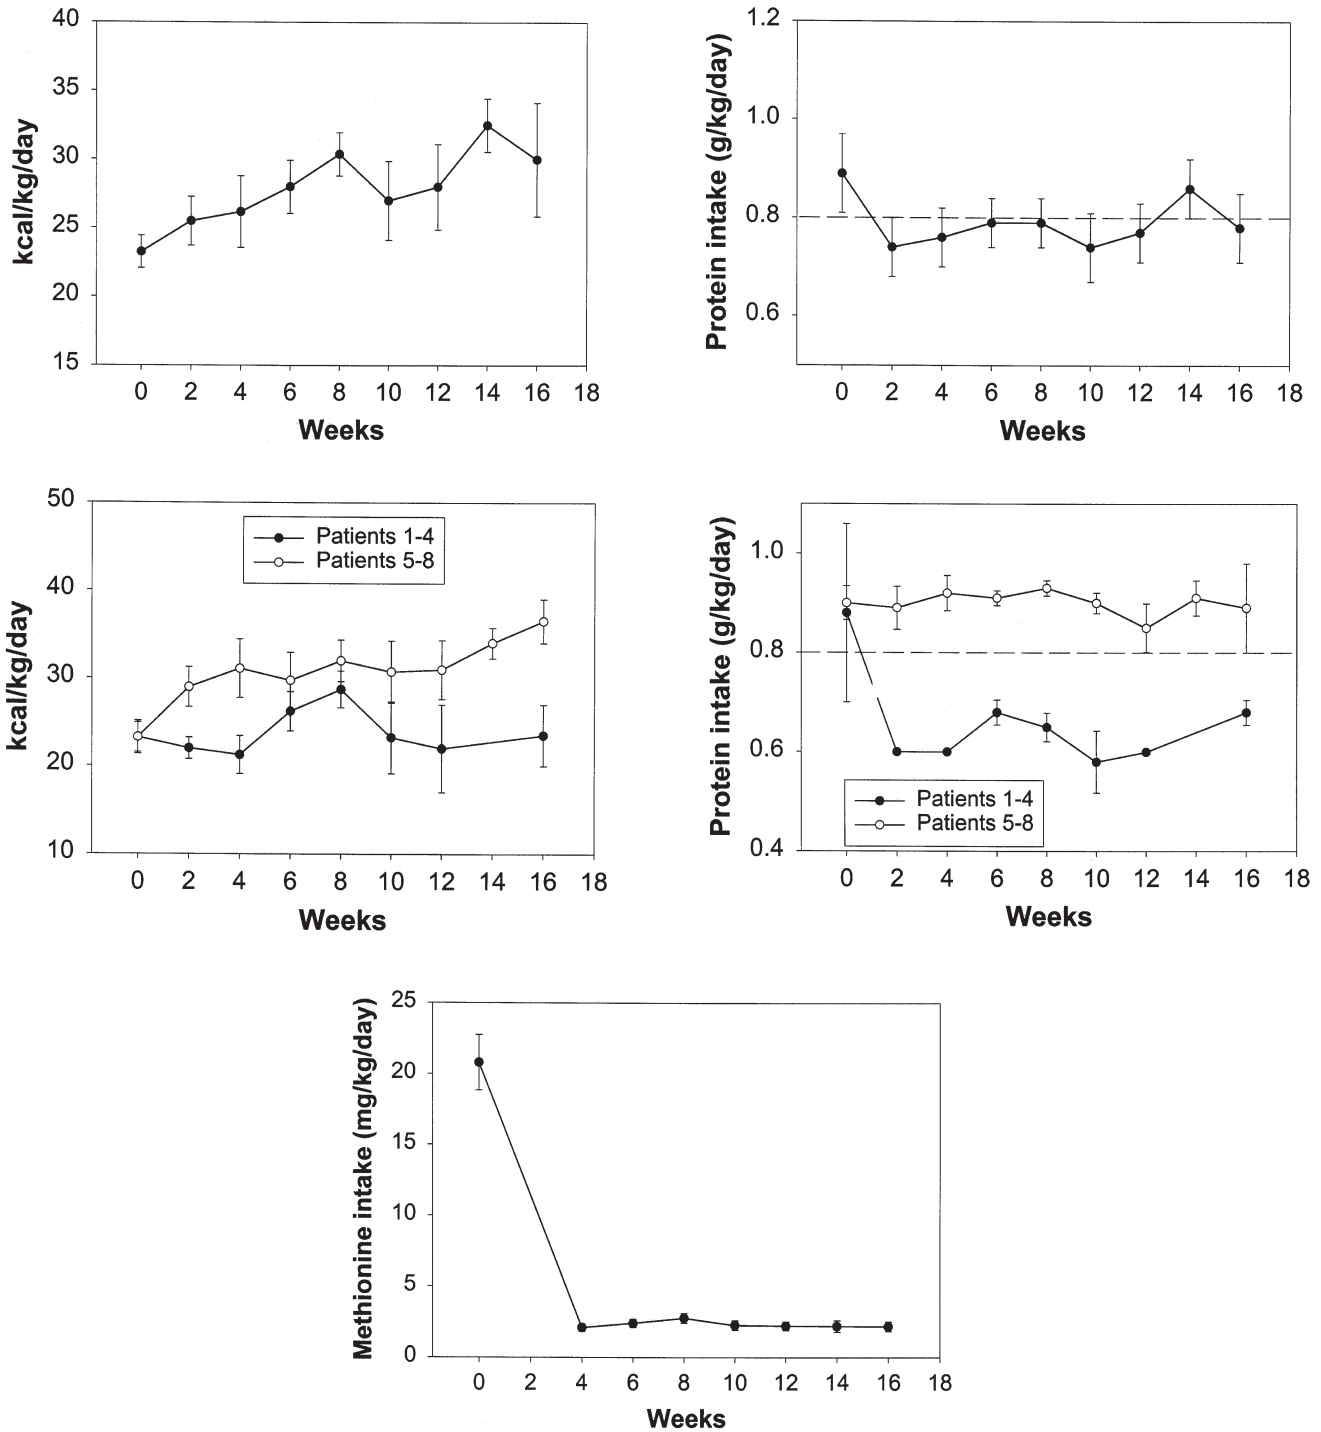 kcal/kg/day
40
35
30
25
20
15
0 2 4 6 8 10 12 14 16 18
Weeks
Protein intake (g/kg/day)
1.2
1.0
0.8
0.6
0 2 4 6 8 10 12 14 16 18
Weeks
kcal/kg/day
50
40
30
20
10
Patients 1-4
Patients 5-8
0 2 4 6 8 10 12 14 16 18
Weeks
Protein intake (g/kg/day)
1.0
0.8
0.6
0.4
Patients 1-4
Patients 5-8
0 2 4 6 8 10 12 14 16 18
Weeks
Methionine intake (mg/kg/day)
25
20
15
10
5
0
0 2 4 6 8 10 12 14 16 18
Weeks